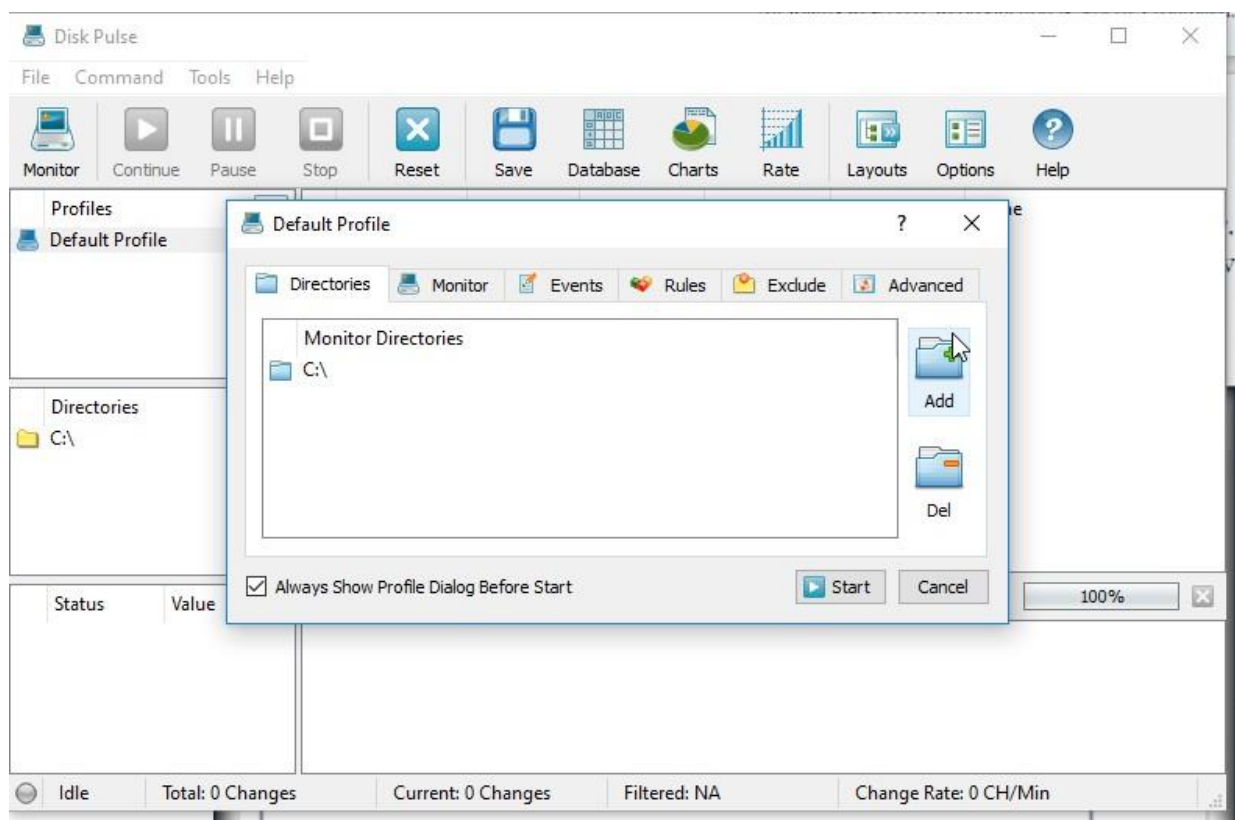 Disk Pulse
File Command Tools Help
Monitor Continue Pause Stop Reset Save Database Charts Rate Layouts Options Help
Profiles
Default Profile
Default Profile
Directories Monitor Events Rules Exclude Advanced
Monitor Directories
C:\
Add
Del
Always Show Profile Dialog Before Start
Start Cancel
Directories
C:\
Status Value
100%
Idle Total: 0 Changes Current: 0 Changes Filtered: NA Change Rate: 0 CH/Min